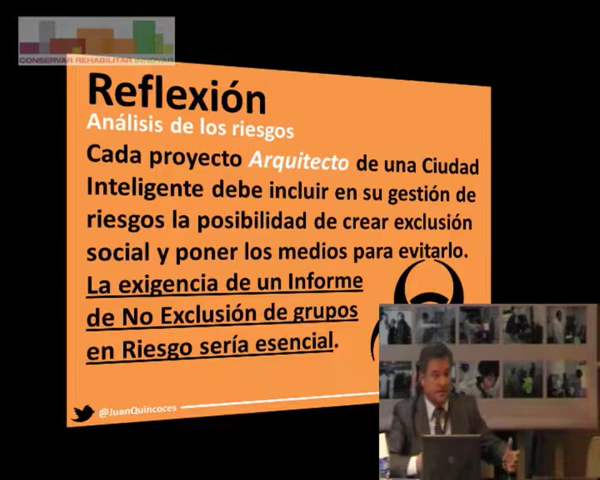 CONSERVAR REHABILITAR INNOVAR
Reflexión
Análisis de los riesgos
Cada proyecto Arquitecto de una Ciudad
Inteligente debe incluir en su gestión de
riesgos la posibilidad de crear exclusión
social y poner los medios para evitarlo.
La exigencia de un Informe
de No Exclusión de grupos
en Riesgo sería esencial.
@JuanQuincoces